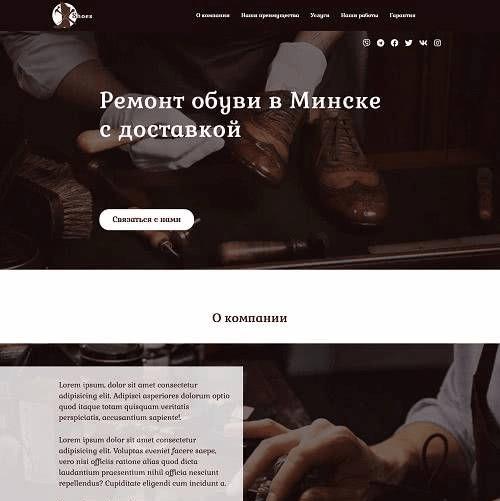 Shoes
О компании Наши преимущества Услуги Наши работы Гарантия
Ремонт обуви в Минске
с доставкой
Связаться с нами
О компании
Lorem ipsum, dolor sit amet consectetur
adipisicing elit. Adipisci asperiores dolorum optio
quod itaque totam quisquam veritatis
perspiciatis, accusantium sapiente!
Lorem ipsum dolor sit amet consectetur
adipisicing elit. Voluptas eveniet facere saepe,
vero nisi officiis ratione alias quod dicta
laudantium praesentium nihil officia nesciunt
repellendus? Cupiditate eligendi cum incidunt a.